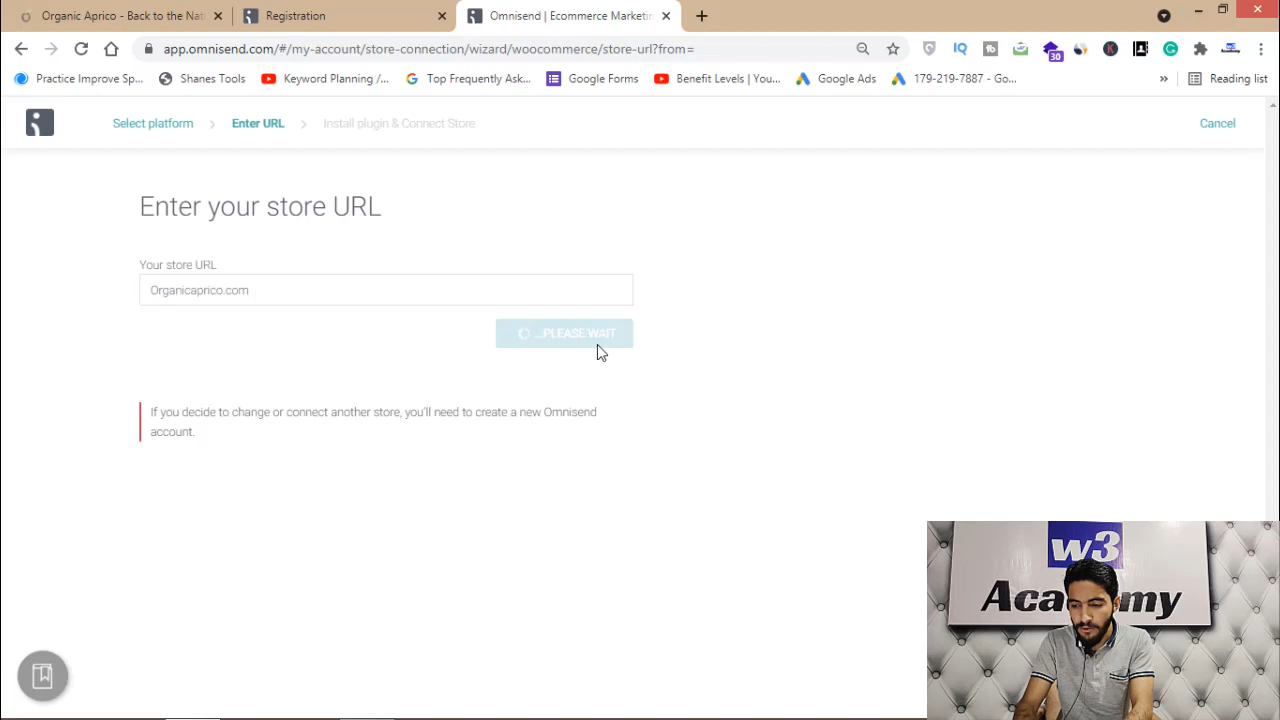 Organic Aprico - Back to the Nati
Registration
Omnisend | Ecommerce Marketin
app.omnisend.com/#/my-account/store-connection/wizard/woocommerce/store-url?from=
IQ
30
K
Practice Improve Sp...
Shanes Tools
Keyword Planning /...
Top Frequently Ask...
Google Forms
Benefit Levels | You...
Google Ads
179-219-7887 - Go...
»
Reading list
Select platform
Enter URL
Install plugin & Connect Store
Cancel
Enter your store URL
Your store URL
Organicaprico.com
...PLEASE WAIT
If you decide to change or connect another store, you'll need to create a new Omnisend
account.
w3
Academy